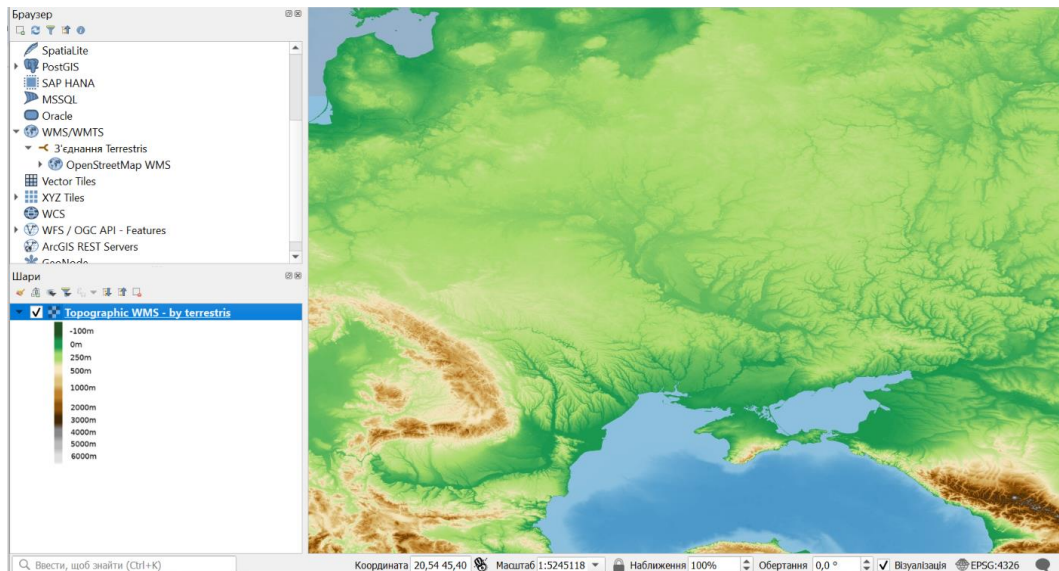 Браузер
SpatiaLite
PostGIS
SAP HANA
MSSQL
Oracle
WMS/WMTS
З'єднання Terrestris
OpenStreetMap WMS
Vector Tiles
XYZ Tiles
WCS
WFS / OGC API - Features
ArcGIS REST Servers
GeoNode
Шари
Topographic WMS - by terrestris
-100m
0m
250m
500m
1000m
2000m
3000m
4000m
5000m
6000m
Ввести, щоб знайти (Ctrl+K) Координата 20,54 45,40 Масштаб 1:5245118 Наближення 100% Обертання 0,0 ° Візуалізація EPSG:4326